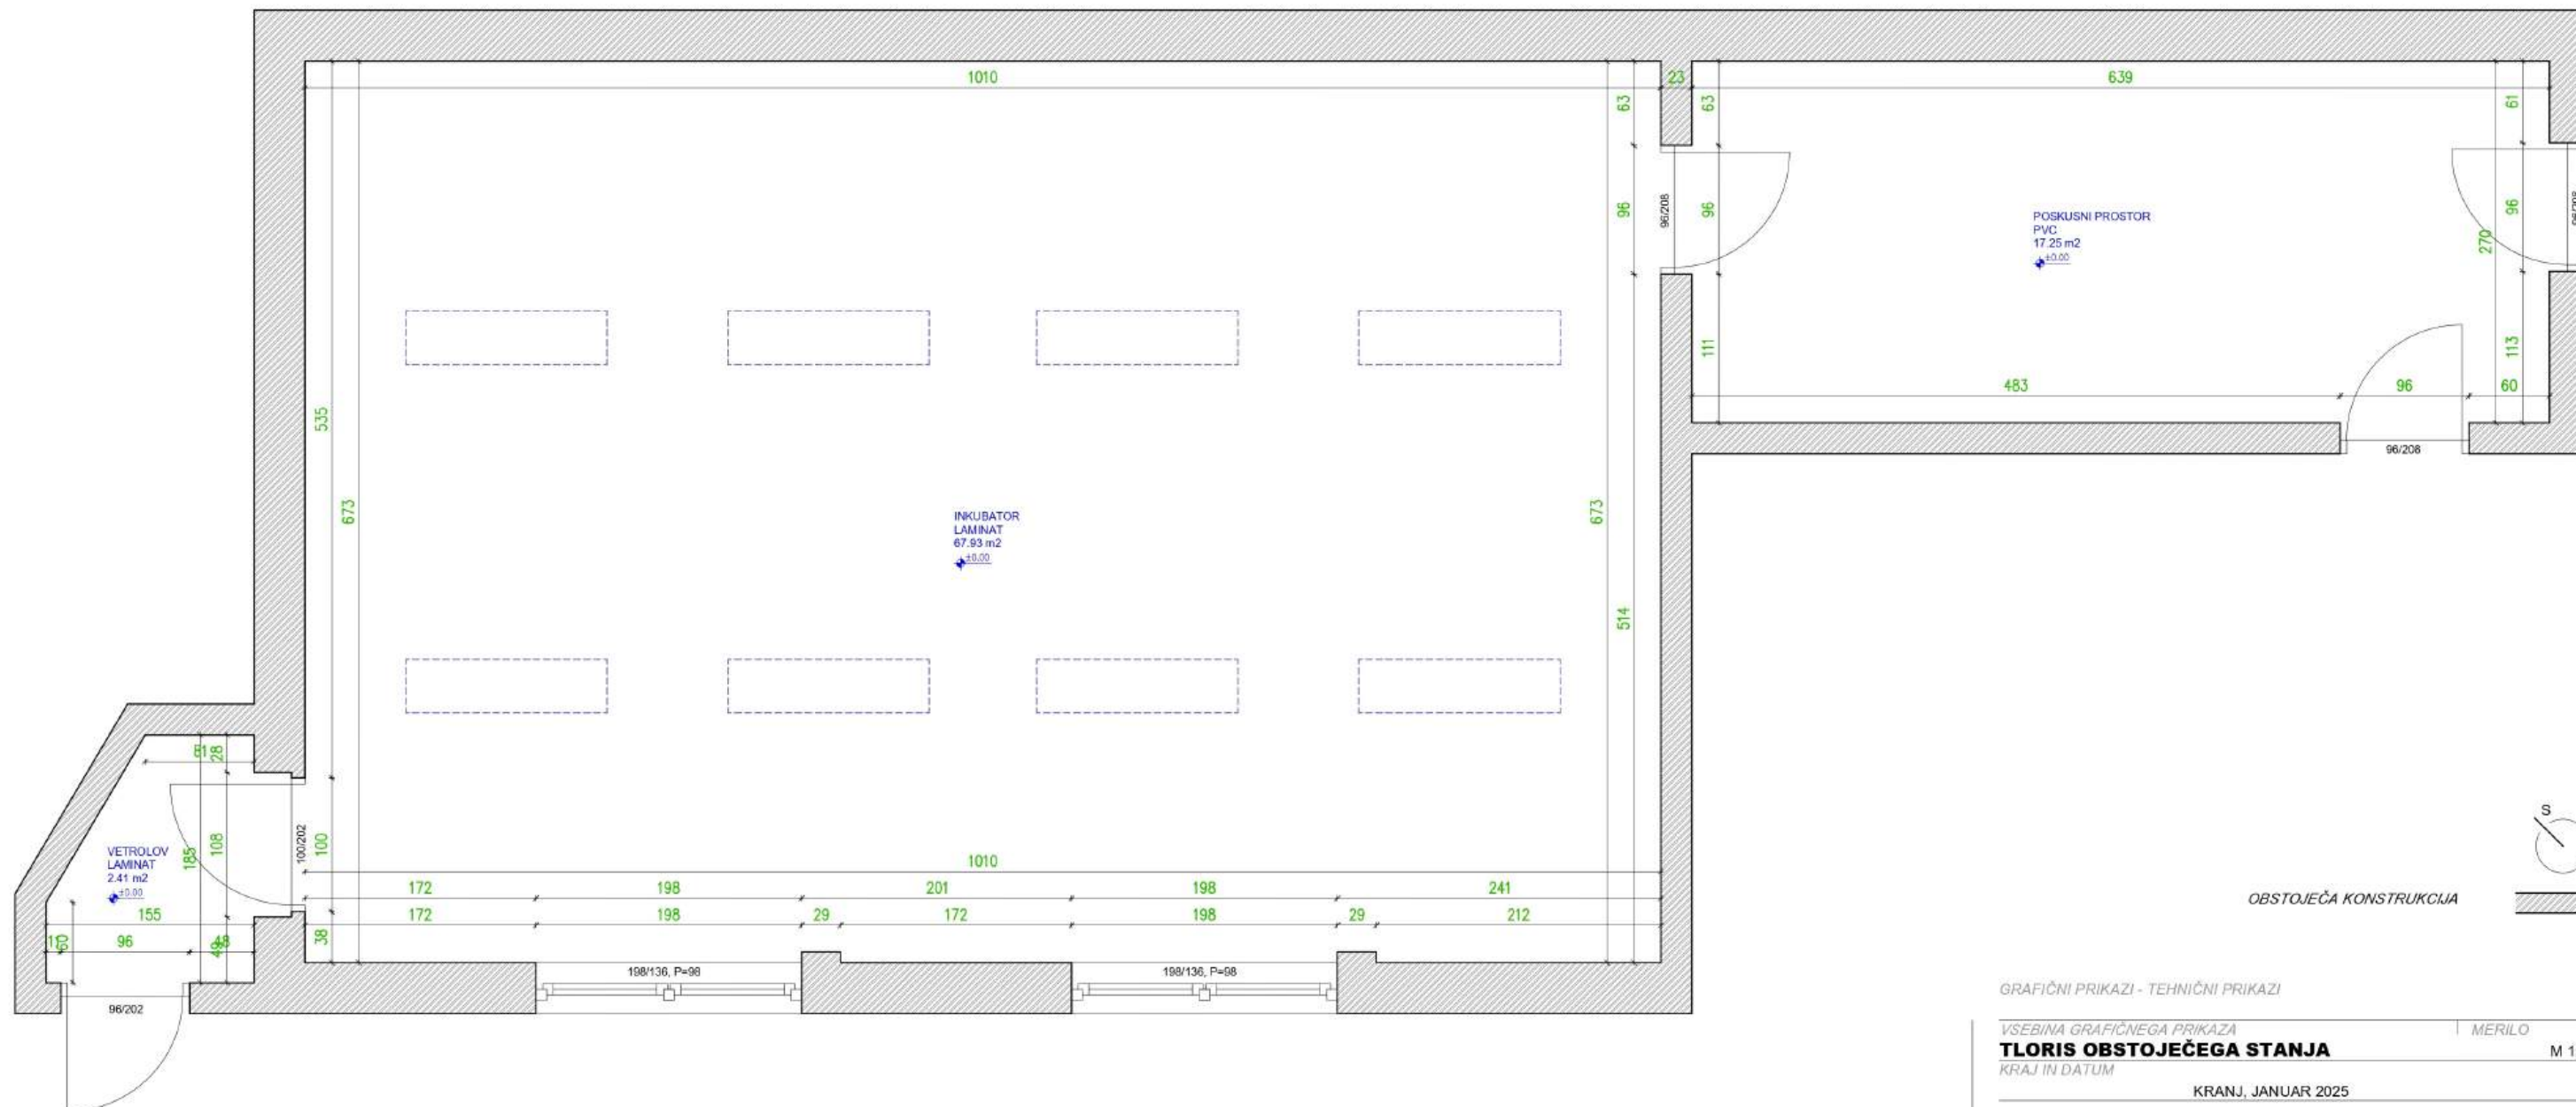 1010
23
639
63
63
61
96
96/208
96
96
POSKUSNI PROSTOR
PVC
17.25 m2
±0.00
270
111
113
483
96
60
96/208
535
673
673
INKUBATOR
LAMINAT
67.93 m2
±0.00
514
28
108
185
100/202
100
VETROLOV
LAMINAT
2.41 m2
±0.00
155
60
96
48
38
1010
172
198
201
198
241
172
198
29
172
198
29
212
198/136, P=98
198/136, P=98
96/202
S
OBSTOJEČA KONSTRUKCIJA
GRAFIČNI PRIKAZI - TEHNIČNI PRIKAZI
VSEBINA GRAFIČNEGA PRIKAZA
MERILO
TLORIS OBSTOJEČEGA STANJA
M 1
KRAJ IN DATUM
KRANJ, JANUAR 2025